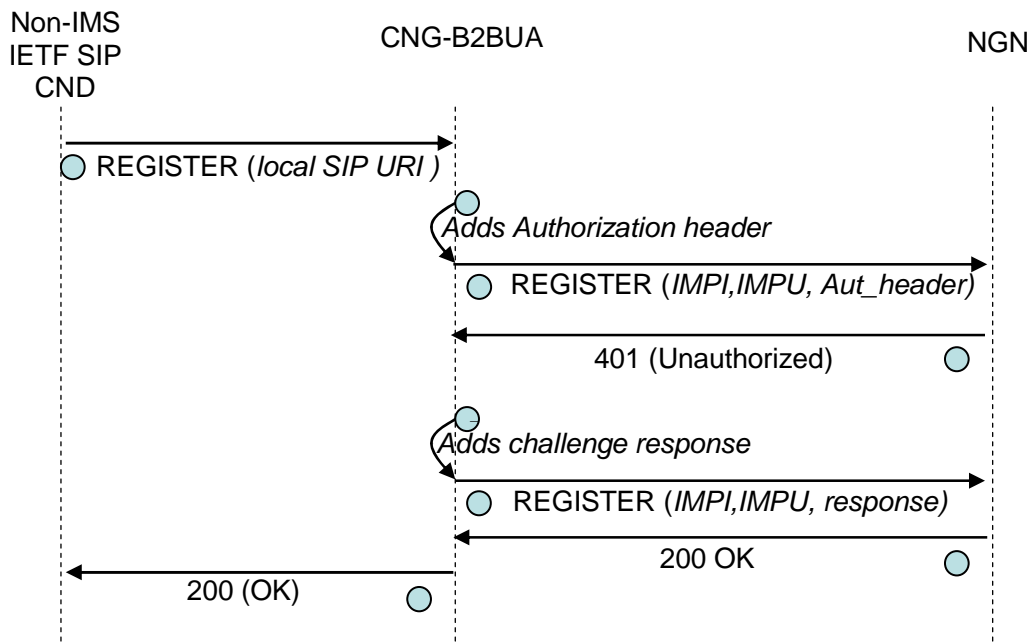 Non-IMS
IETF SIP
CND
CNG-B2BUA
NGN
REGISTER (local SIP URI )
Adds Authorization header
REGISTER (IMPI,IMPU, Aut_header)
401 (Unauthorized)
Adds challenge response
REGISTER (IMPI,IMPU, response)
200 OK
200 (OK)